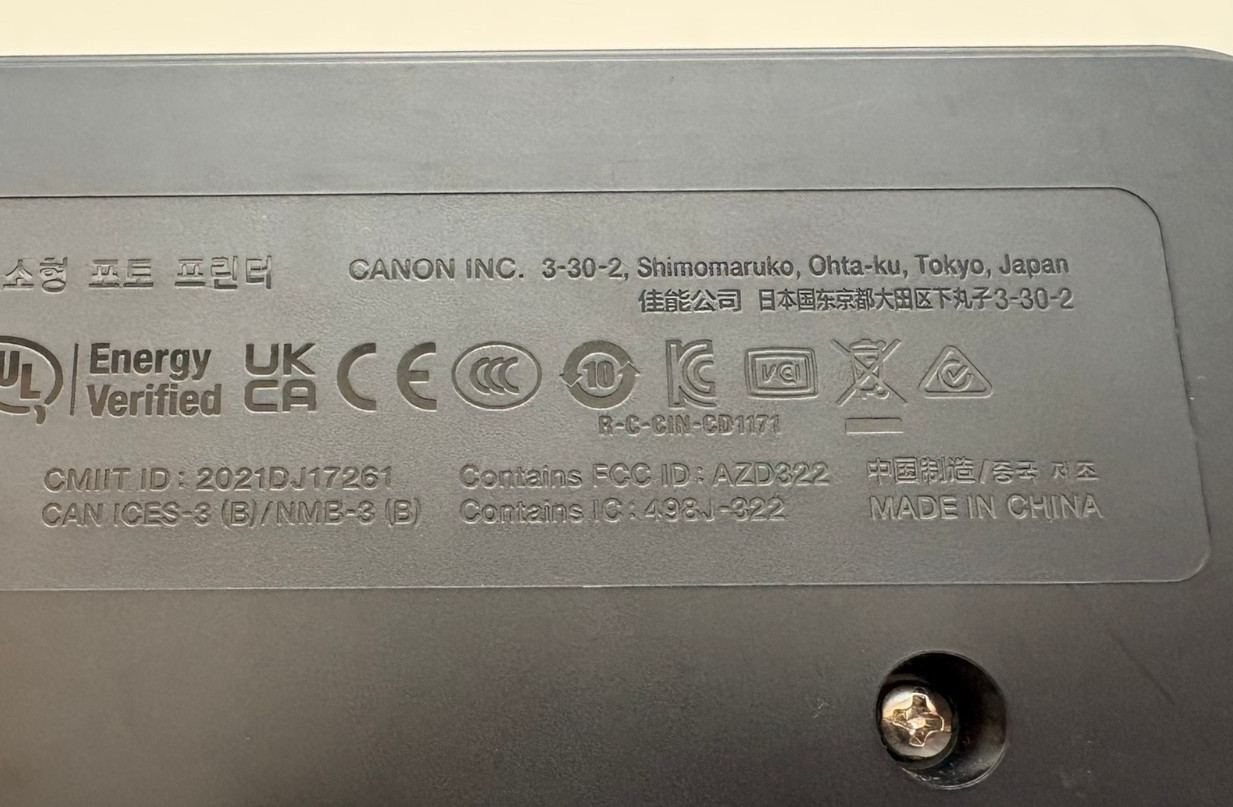 소형 포토 프린터
CANON INC. 3-30-2, Shimomaruko, Ohta-ku, Tokyo, Japan
佳能公司 日本国东京都大田区下丸子3-30-2
UL Energy Verified UK CA CE CCC 10 KC VCCI
R-C-CIN-CD1171
CMIIT ID : 2021DJ17261 Contains FCC ID : AZD322 中国制造/중국 제조
CAN ICES-3 (B)/NMB-3 (B) Contains IC : 498J-322 MADE IN CHINA